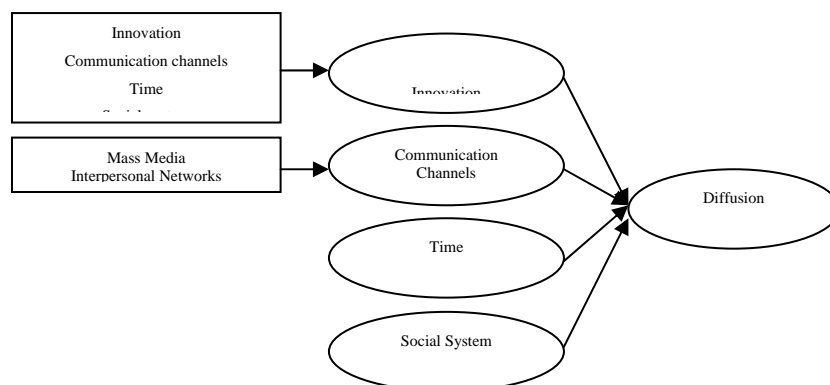 Innovation
Communication channels
Time
Mass Media
Interpersonal Networks
Innovation
Communication
Channels
Time
Social System
Diffusion